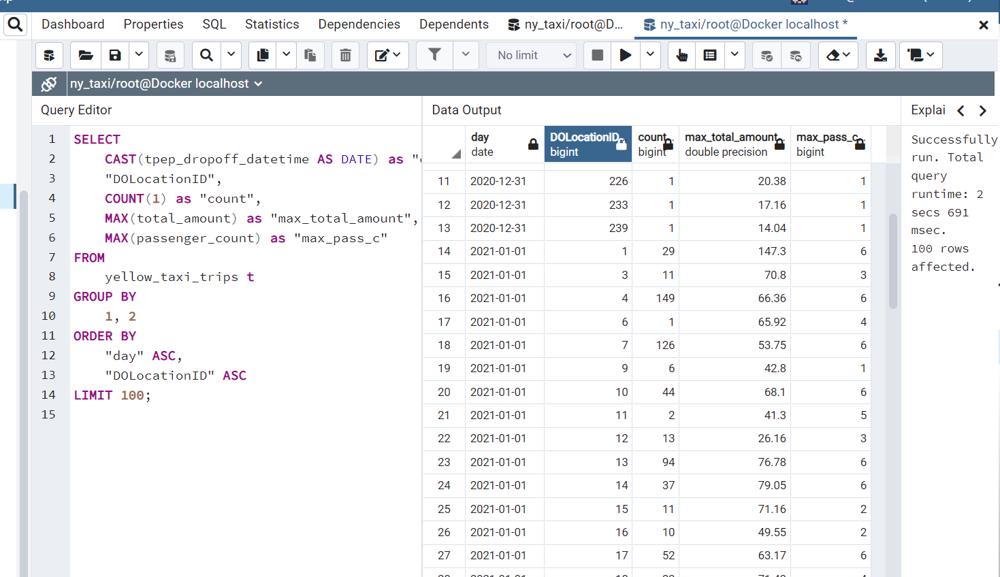 Dashboard Properties SQL Statistics Dependencies Dependents ny_taxi/root@D... ny_taxi/root@Docker localhost *
No limit
ny_taxi/root@Docker localhost
Query Editor
1 SELECT
2 CAST(tpep_dropoff_datetime AS DATE) as "
3 "DOLocationID",
4 COUNT(1) as "count",
5 MAX(total_amount) as "max_total_amount",
6 MAX(passenger_count) as "max_pass_c"
7 FROM
8 yellow_taxi_trips t
9 GROUP BY
10 1, 2
11 ORDER BY
12 "day" ASC,
13 "DOLocationID" ASC
14 LIMIT 100;
15
Data Output
day DOLocationID count max_total_amount max_pass_c
date bigint bigint double precision bigint
11 2020-12-31 226 1 20.38 1
12 2020-12-31 233 1 17.16 1
13 2020-12-31 239 1 14.04 1
14 2021-01-01 1 29 147.3 6
15 2021-01-01 3 11 70.8 3
16 2021-01-01 4 149 66.36 6
17 2021-01-01 6 1 65.92 4
18 2021-01-01 7 126 53.75 6
19 2021-01-01 9 6 42.8 1
20 2021-01-01 10 44 68.1 6
21 2021-01-01 11 2 41.3 5
22 2021-01-01 12 13 26.16 3
23 2021-01-01 13 94 76.78 6
24 2021-01-01 14 37 79.05 6
25 2021-01-01 15 11 71.16 2
26 2021-01-01 16 10 49.55 2
27 2021-01-01 17 52 63.17 6
Explai
Successfully
run. Total
query
runtime: 2
secs 691
msec.
100 rows
affected.